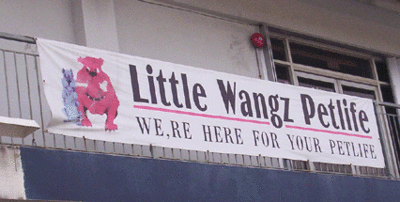 Little Wangz Petlife
WE,RE HERE FOR YOUR PETLIFE